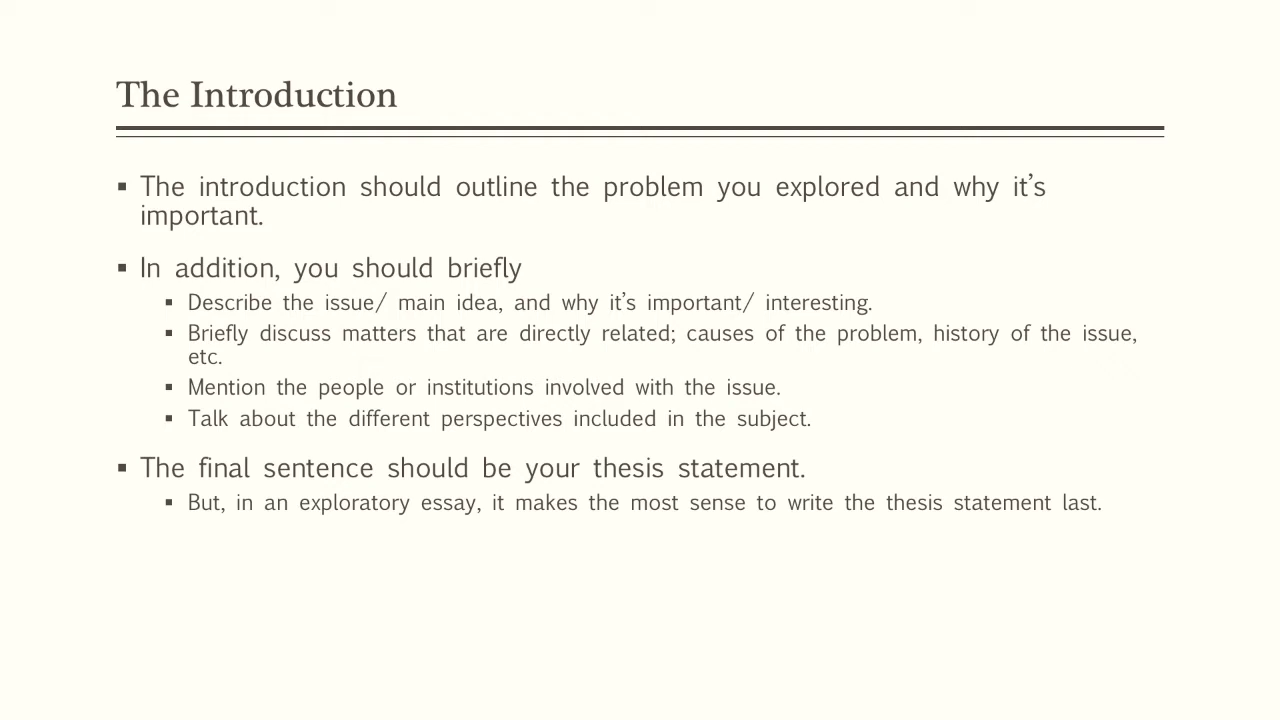 The Introduction
▪ The introduction should outline the problem you explored and why it’s
important.
▪ In addition, you should briefly
▪ Describe the issue/ main idea, and why it’s important/ interesting.
▪ Briefly discuss matters that are directly related; causes of the problem, history of the issue,
etc.
▪ Mention the people or institutions involved with the issue.
▪ Talk about the different perspectives included in the subject.
▪ The final sentence should be your thesis statement.
▪ But, in an exploratory essay, it makes the most sense to write the thesis statement last.